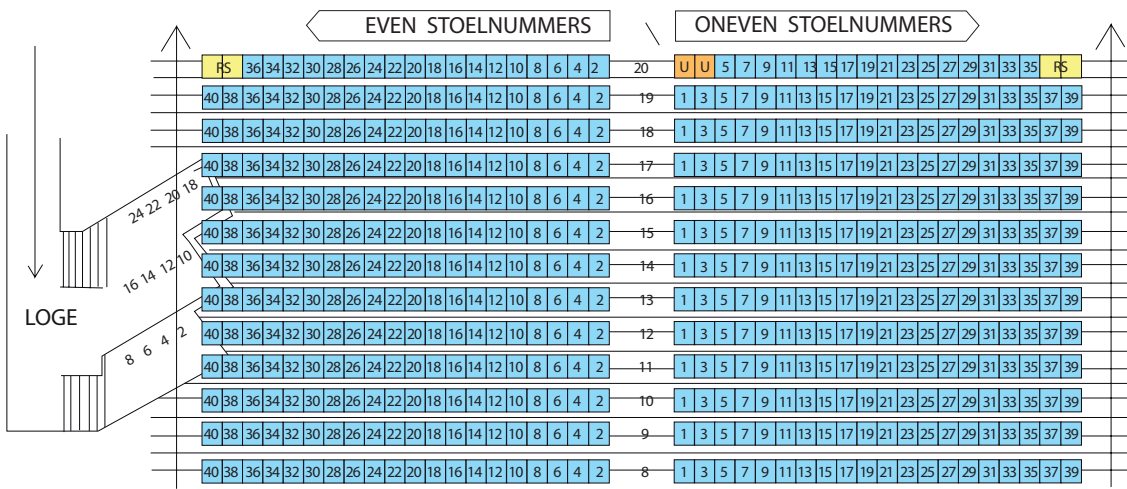 EVEN STOELNUMMERS ONEVEN STOELNUMMERS
RS 36 34 32 30 28 26 24 22 20 18 16 14 12 10 8 6 4 2 20 U U 5 7 9 11 13 15 17 19 21 23 25 27 29 31 33 35 RS
40 38 36 34 32 30 28 26 24 22 20 18 16 14 12 10 8 6 4 2 19 1 3 5 7 9 11 13 15 17 19 21 23 25 27 29 31 33 35 37 39
40 38 36 34 32 30 28 26 24 22 20 18 16 14 12 10 8 6 4 2 18 1 3 5 7 9 11 13 15 17 19 21 23 25 27 29 31 33 35 37 39
40 38 36 34 32 30 28 26 24 22 20 18 16 14 12 10 8 6 4 2 17 1 3 5 7 9 11 13 15 17 19 21 23 25 27 29 31 33 35 37 39
24 22 20 18
40 38 36 34 32 30 28 26 24 22 20 18 16 14 12 10 8 6 4 2 16 1 3 5 7 9 11 13 15 17 19 21 23 25 27 29 31 33 35 37 39
40 38 36 34 32 30 28 26 24 22 20 18 16 14 12 10 8 6 4 2 15 1 3 5 7 9 11 13 15 17 19 21 23 25 27 29 31 33 35 37 39
16 14 12 10
40 38 36 34 32 30 28 26 24 22 20 18 16 14 12 10 8 6 4 2 14 1 3 5 7 9 11 13 15 17 19 21 23 25 27 29 31 33 35 37 39
40 38 36 34 32 30 28 26 24 22 20 18 16 14 12 10 8 6 4 2 13 1 3 5 7 9 11 13 15 17 19 21 23 25 27 29 31 33 35 37 39
LOGE
8 6 4 2
40 38 36 34 32 30 28 26 24 22 20 18 16 14 12 10 8 6 4 2 12 1 3 5 7 9 11 13 15 17 19 21 23 25 27 29 31 33 35 37 39
40 38 36 34 32 30 28 26 24 22 20 18 16 14 12 10 8 6 4 2 11 1 3 5 7 9 11 13 15 17 19 21 23 25 27 29 31 33 35 37 39
40 38 36 34 32 30 28 26 24 22 20 18 16 14 12 10 8 6 4 2 10 1 3 5 7 9 11 13 15 17 19 21 23 25 27 29 31 33 35 37 39
40 38 36 34 32 30 28 26 24 22 20 18 16 14 12 10 8 6 4 2 9 1 3 5 7 9 11 13 15 17 19 21 23 25 27 29 31 33 35 37 39
40 38 36 34 32 30 28 26 24 22 20 18 16 14 12 10 8 6 4 2 8 1 3 5 7 9 11 13 15 17 19 21 23 25 27 29 31 33 35 37 39